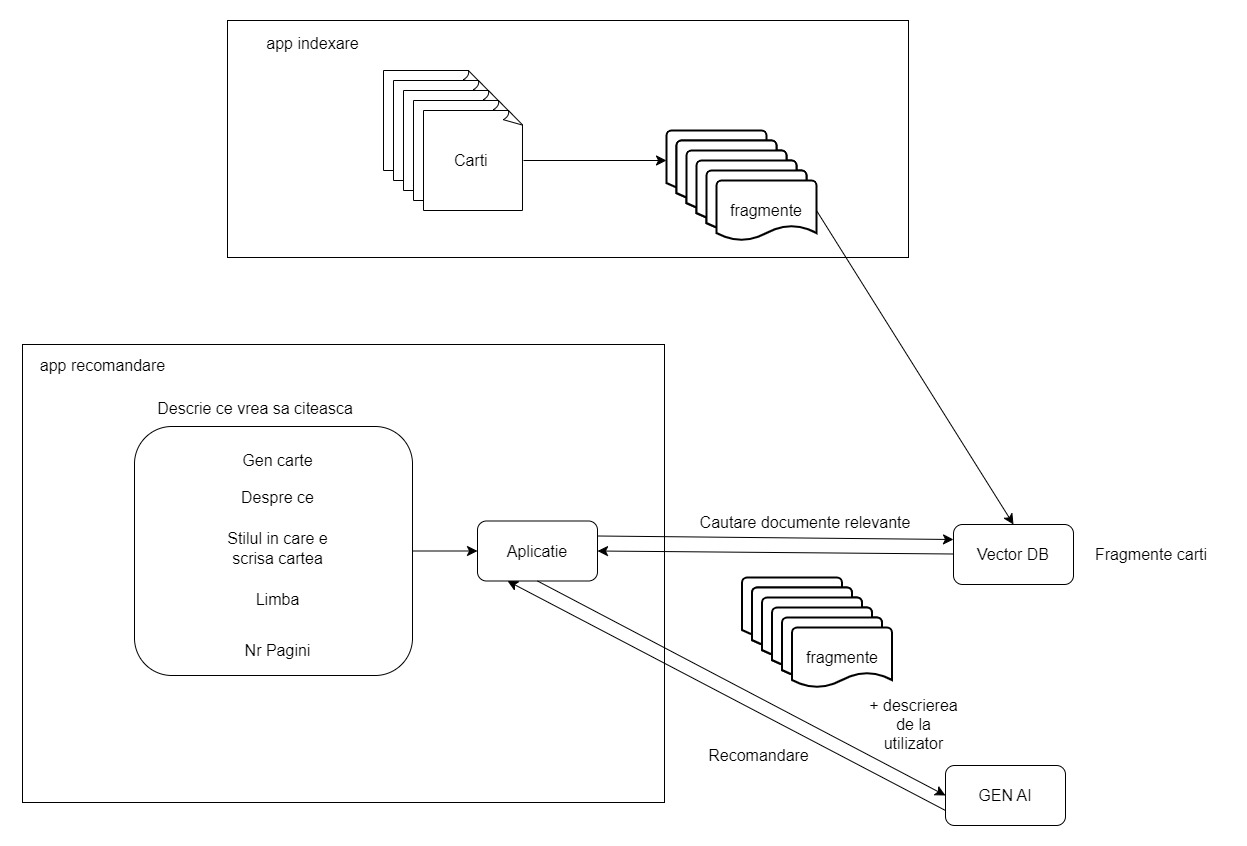 app indexare
Carti
fragmente
app recomandare
Descrie ce vrea sa citeasca
Gen carte
Despre ce
Stilul in care e
scrisa cartea
Limba
Nr Pagini
Aplicatie
Cautare documente relevante
Vector DB
Fragmente carti
fragmente
+ descrierea
de la
utilizator
Recomandare
GEN AI